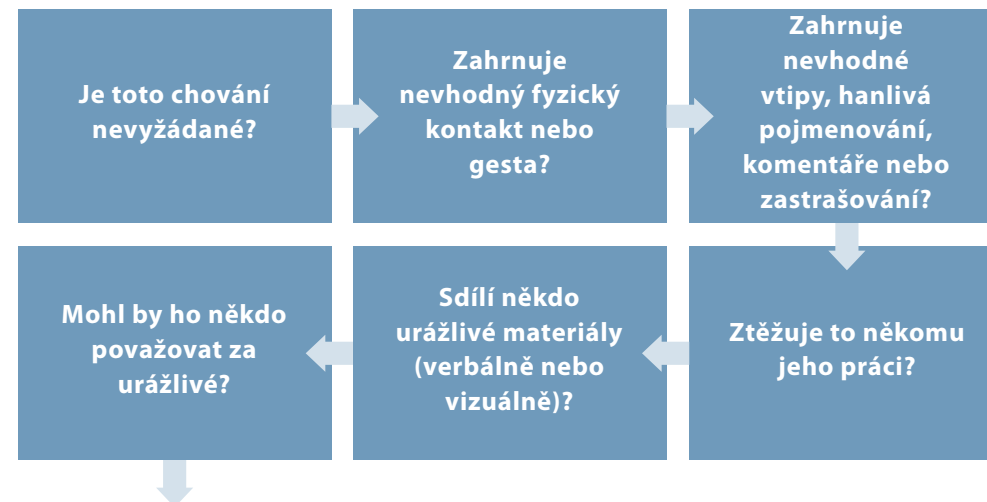 Je toto chování
nevyžádané?
Zahrnuje
nevhodný fyzický
kontakt nebo
gesta?
Zahrnuje
nevhodné
vtipy, hanlivá
pojmenování,
komentáře nebo
zastrašování?
Ztěžuje to někomu
jeho práci?
Sdílí někdo
urážlivé materiály
(verbálně nebo
vizuálně)?
Mohl by ho někdo
považovat za
urážlivé?